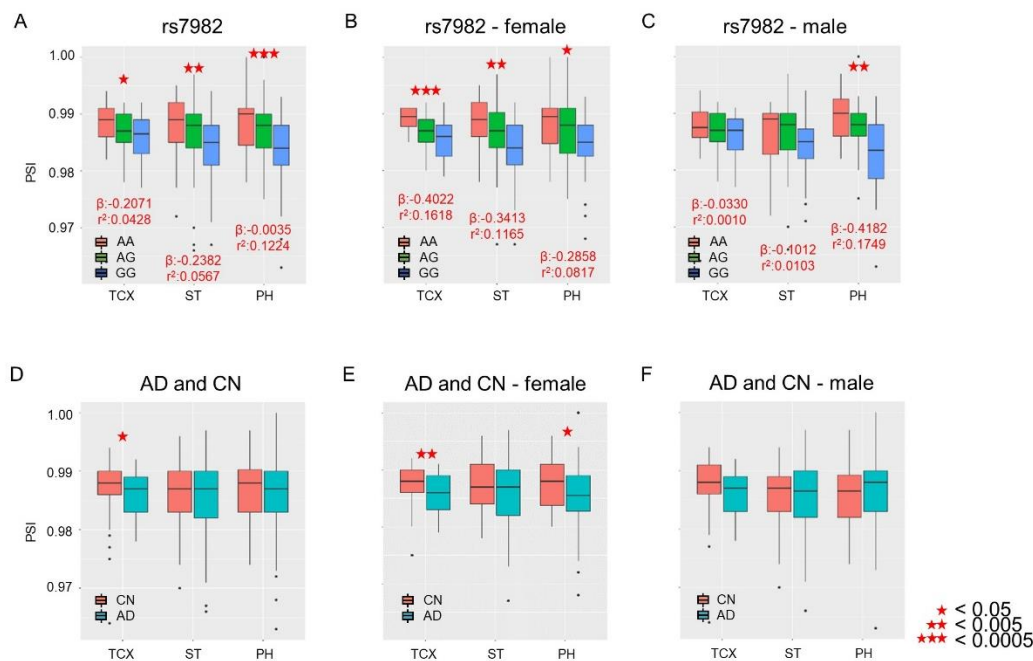 A
rs7982
B
rs7982 - female
C
rs7982 - male
PSI
1.00
0.99
0.98
0.97
β:-0.2071
r²:0.0428
β:-0.2382
r²:0.0567
β:-0.0035
r²:0.1224
AA
AG
GG
TCX
ST
PH
β:-0.4022
r²:0.1618
β:-0.3413
r²:0.1165
β:-0.2858
r²:0.0817
AA
AG
GG
TCX
ST
PH
β:-0.0330
r²:0.0010
β:-0.1012
r²:0.0103
β:-0.4182
r²:0.1749
AA
AG
GG
TCX
ST
PH
D
AD and CN
E
AD and CN - female
F
AD and CN - male
PSI
1.00
0.99
0.98
0.97
CN
AD
TCX
ST
PH
CN
AD
TCX
ST
PH
CN
AD
TCX
ST
PH
★ < 0.05
★★ < 0.005
★★★ < 0.0005